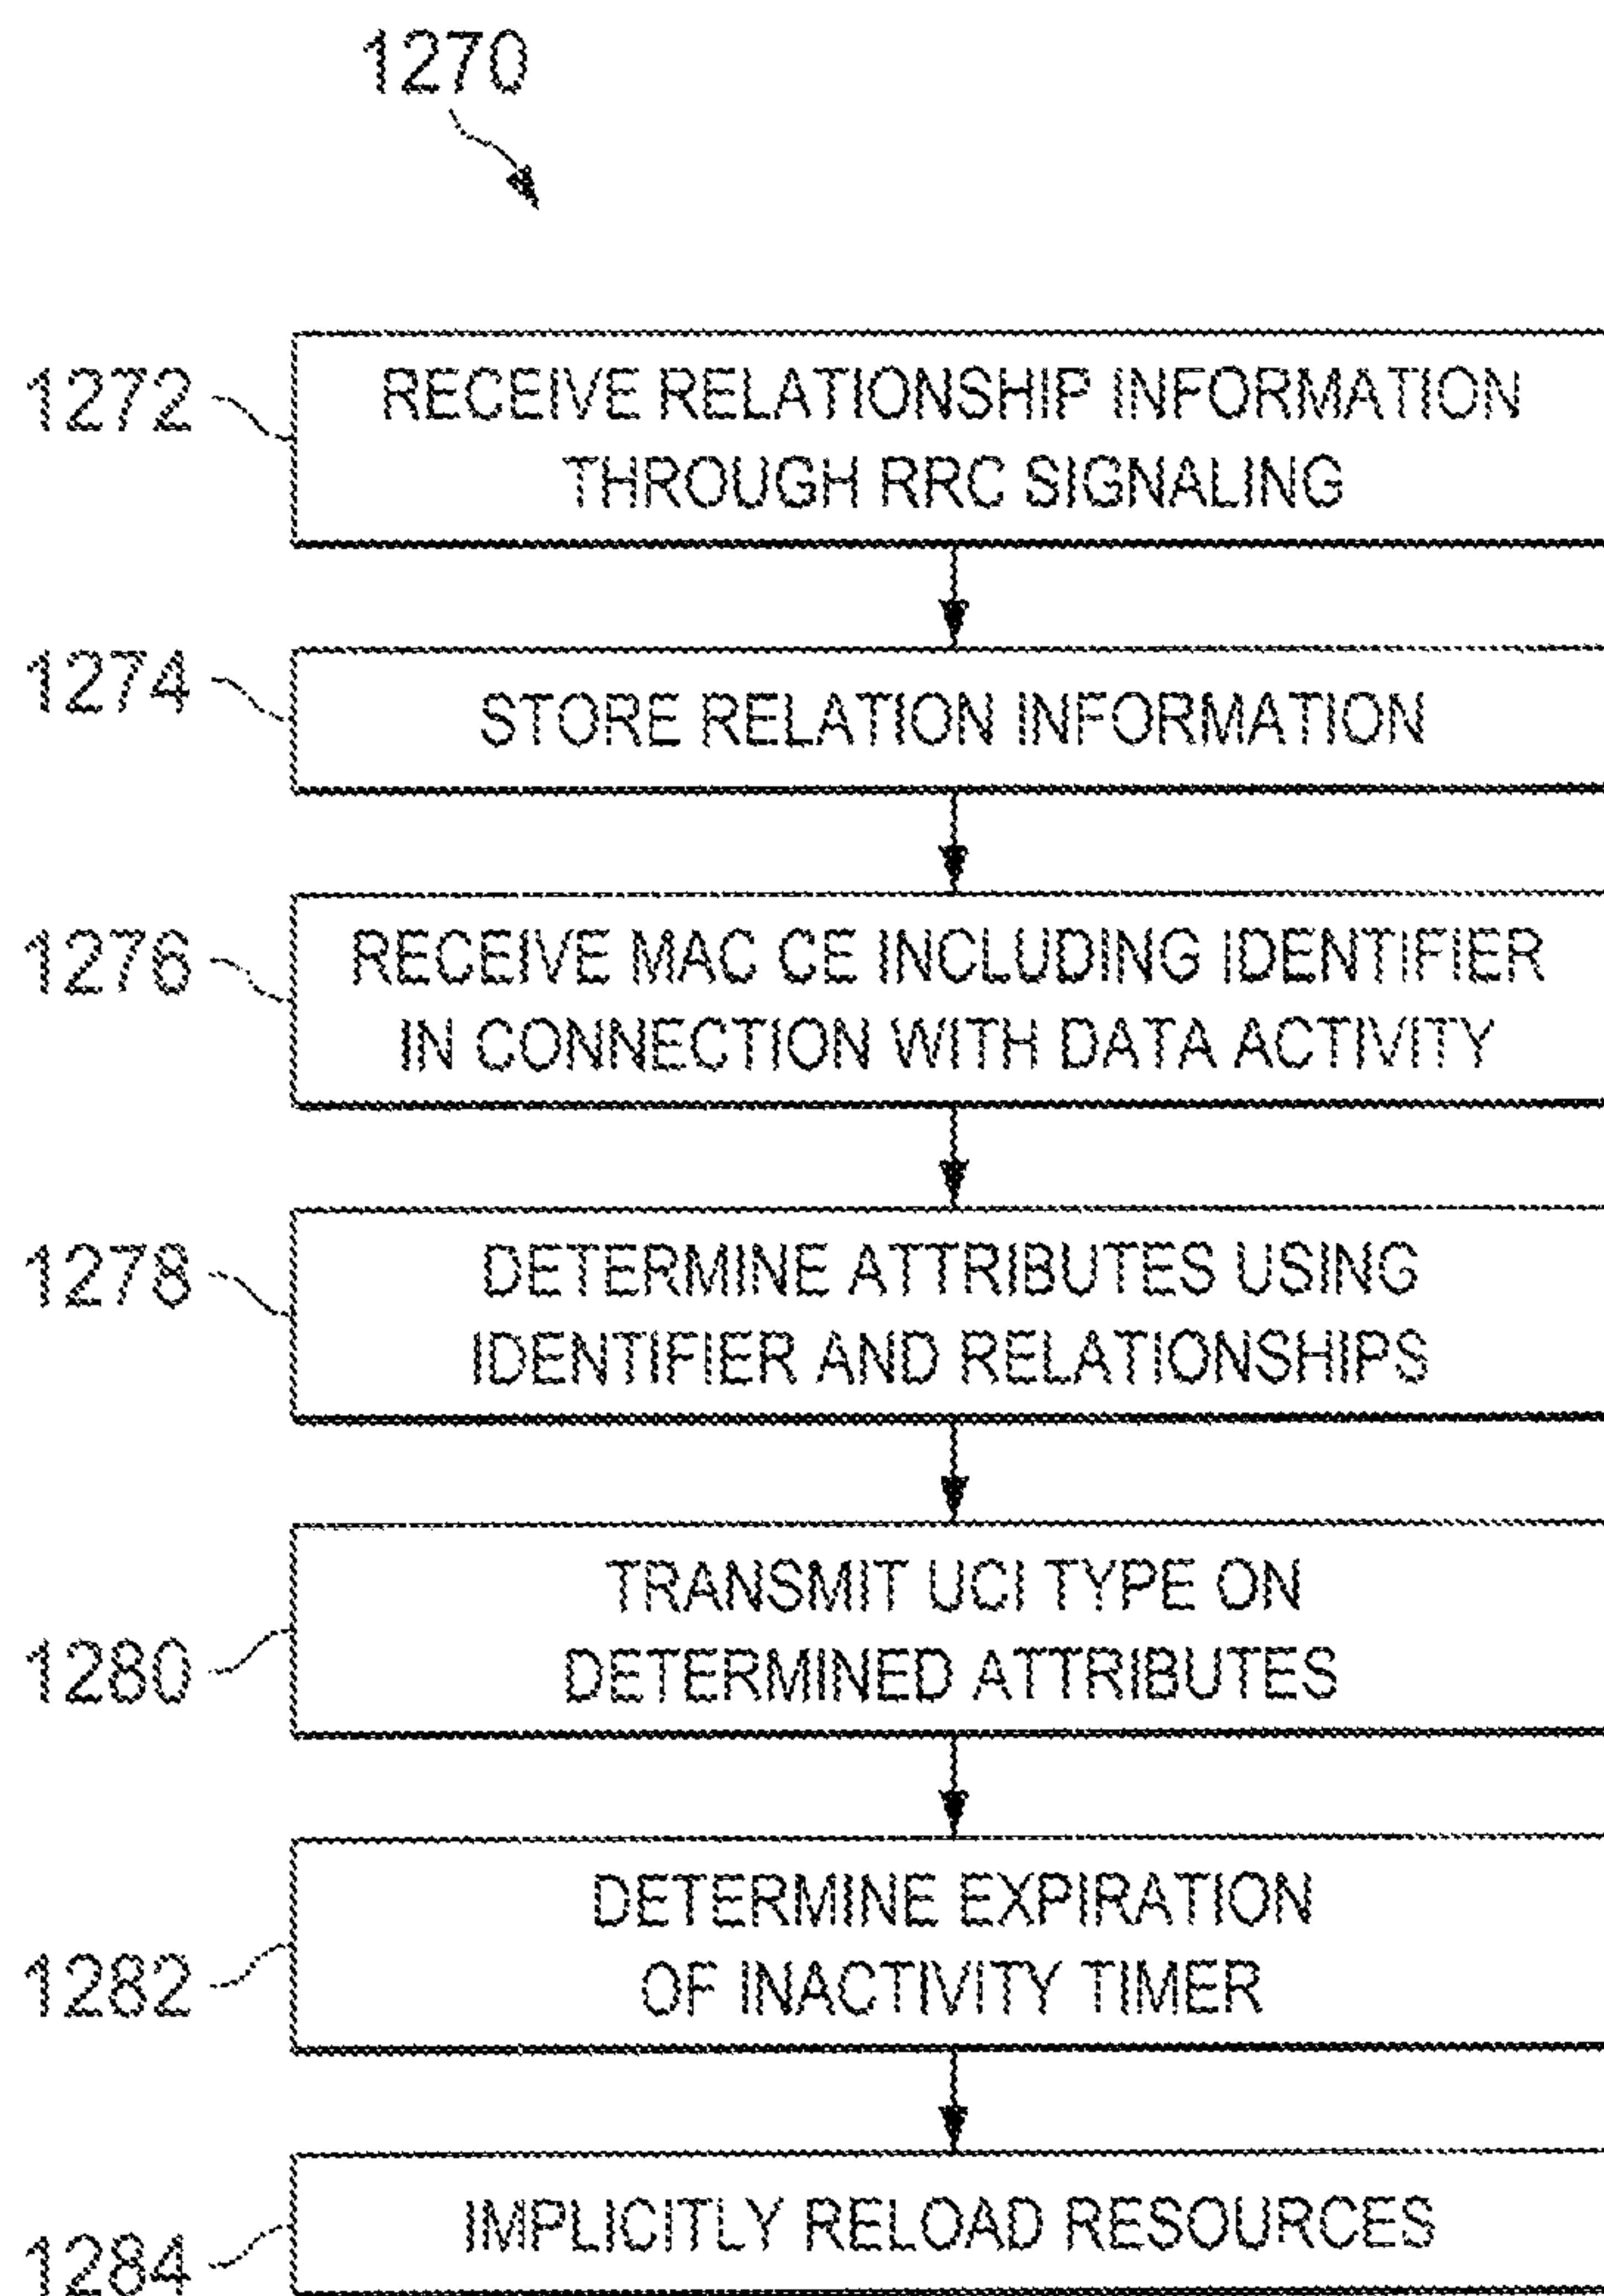 1270
1272
RECEIVE RELATIONSHIP INFORMATION
THROUGH RRC SIGNALING
1274
STORE RELATION INFORMATION
1276
RECEIVE MAC CE INCLUDING IDENTIFIER
IN CONNECTION WITH DATA ACTIVITY
1278
DETERMINE ATTRIBUTES USING
IDENTIFIER AND RELATIONSHIPS
1280
TRANSMIT UCI TYPE ON
DETERMINED ATTRIBUTES
1282
DETERMINE EXPIRATION
OF INACTIVITY TIMER
1284
IMPLICITLY RELOAD RESOURCES